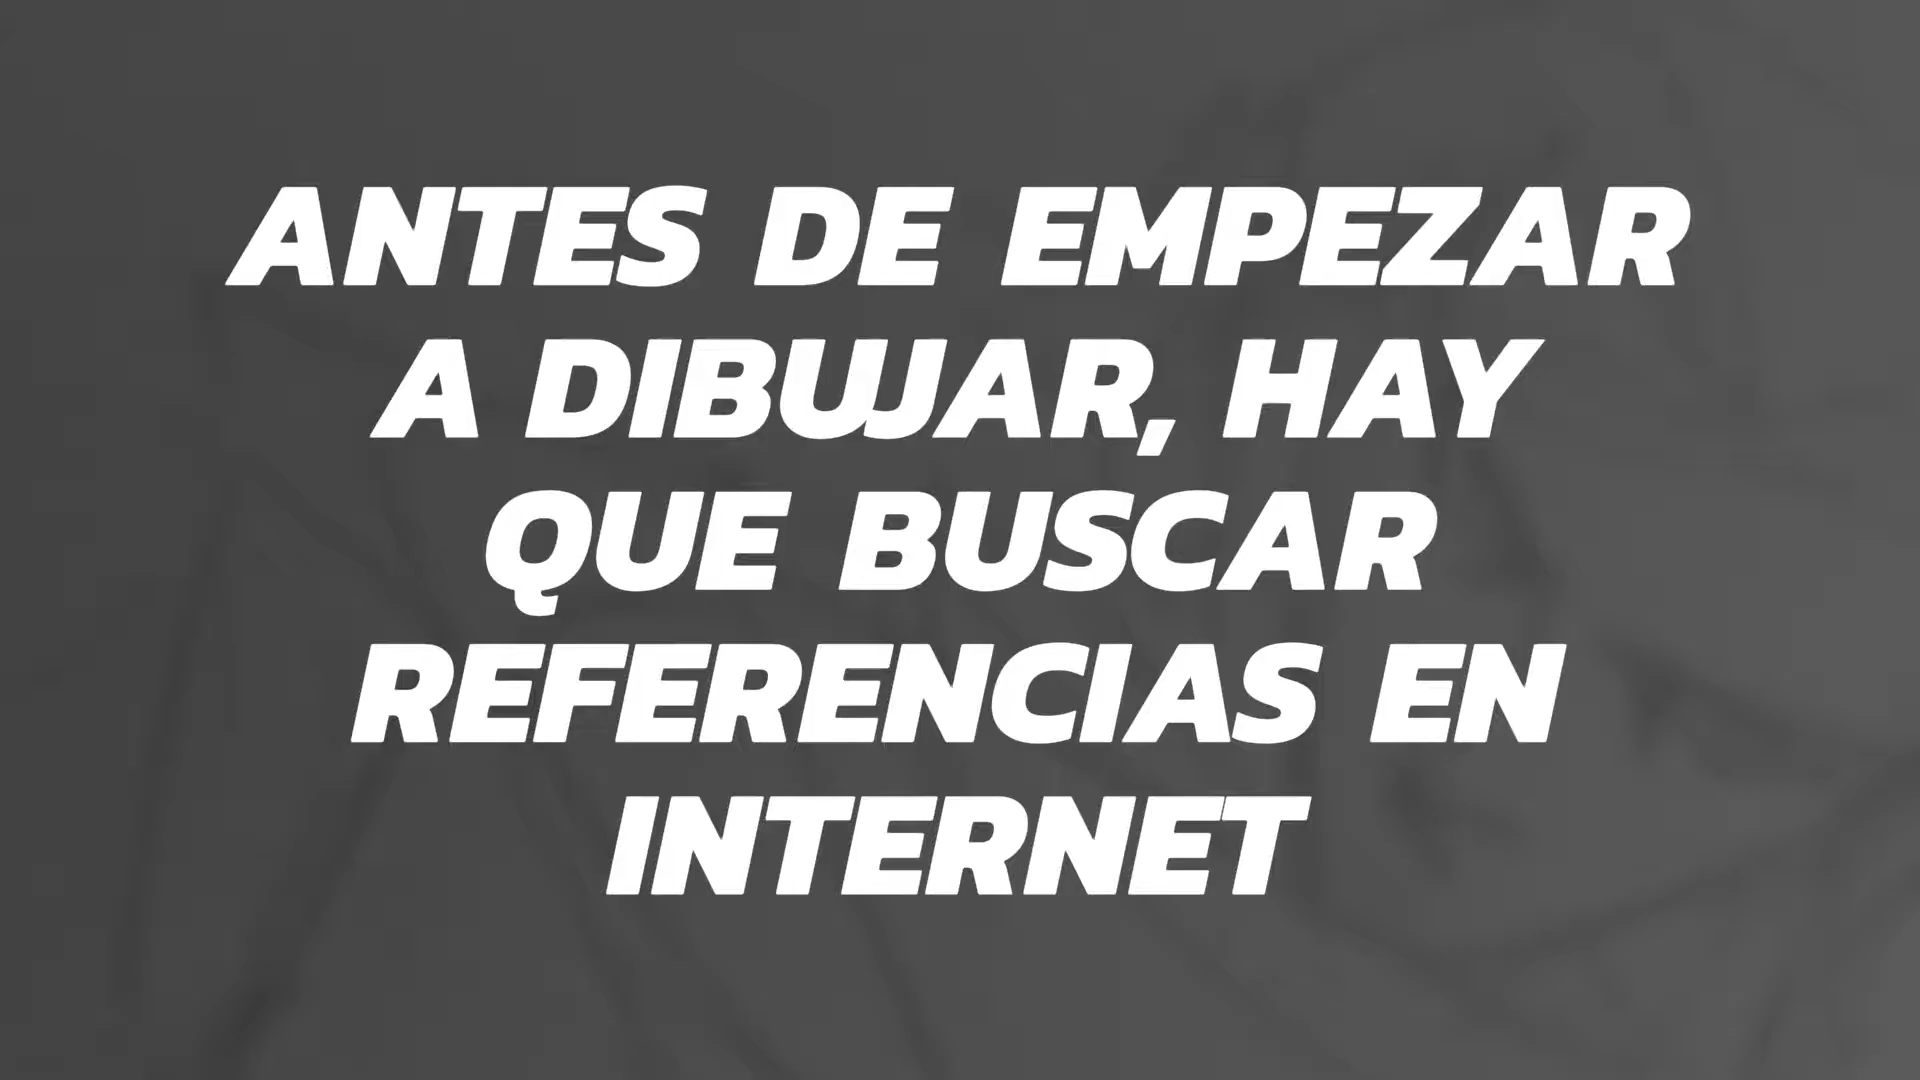 ANTES DE EMPEZAR
A DIBUJAR, HAY
QUE BUSCAR
REFERENCIAS EN
INTERNET